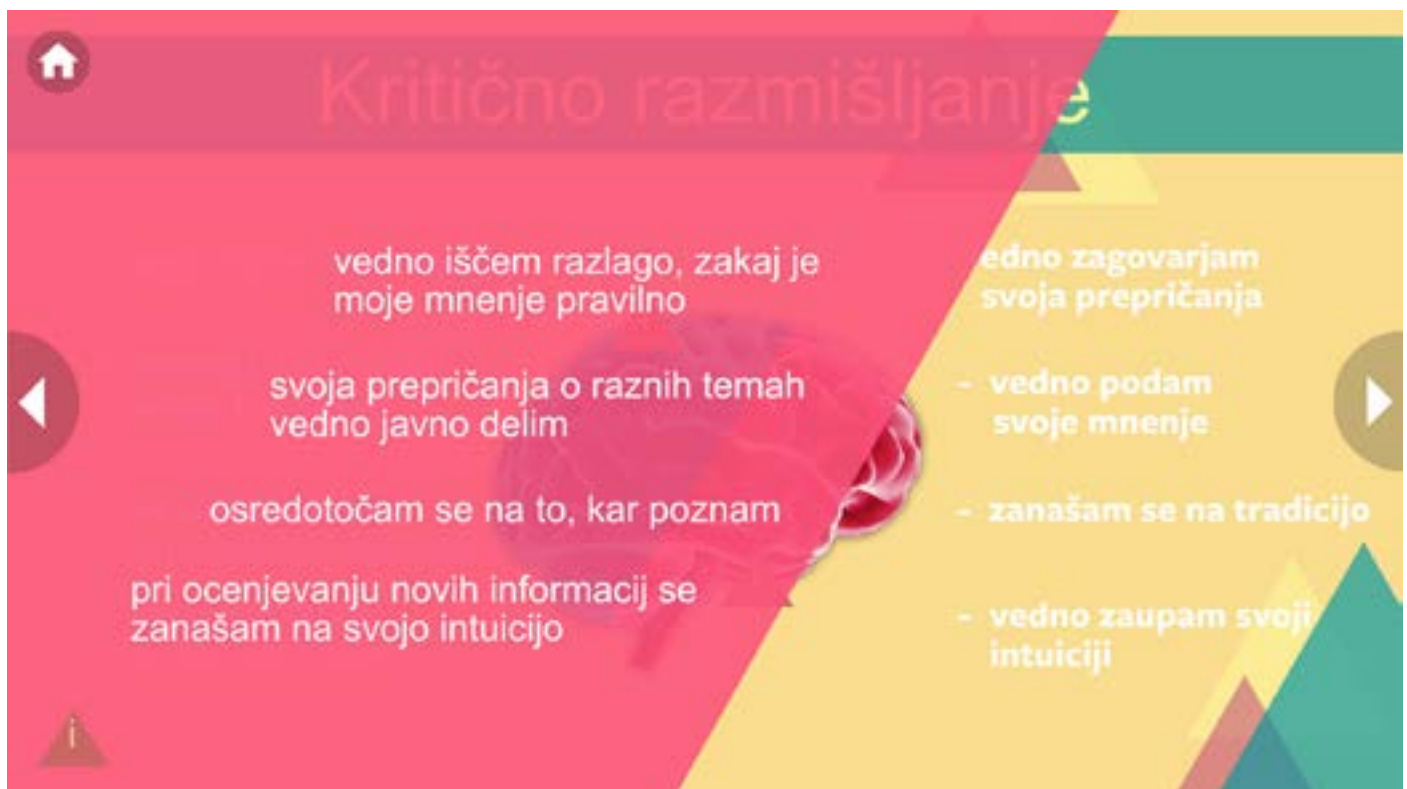 Kritično razmišljanje
vedno iščem razlago, zakaj je
moje mnenje pravilno
svoja prepričanja o raznih temah
vedno javno delim
osredotočam se na to, kar poznam
pri ocenjevanju novih informacij se
zanašam na svojo intuicijo
edno zagovarjam
svoja prepričanja
- vedno podam
svoje mnenje
- zanašam se na tradicijo
- vedno zaupam svoji
intuiciji
i